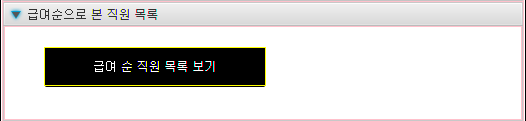 급여순으로 본 직원 목록
급여 순 직원 목록 보기